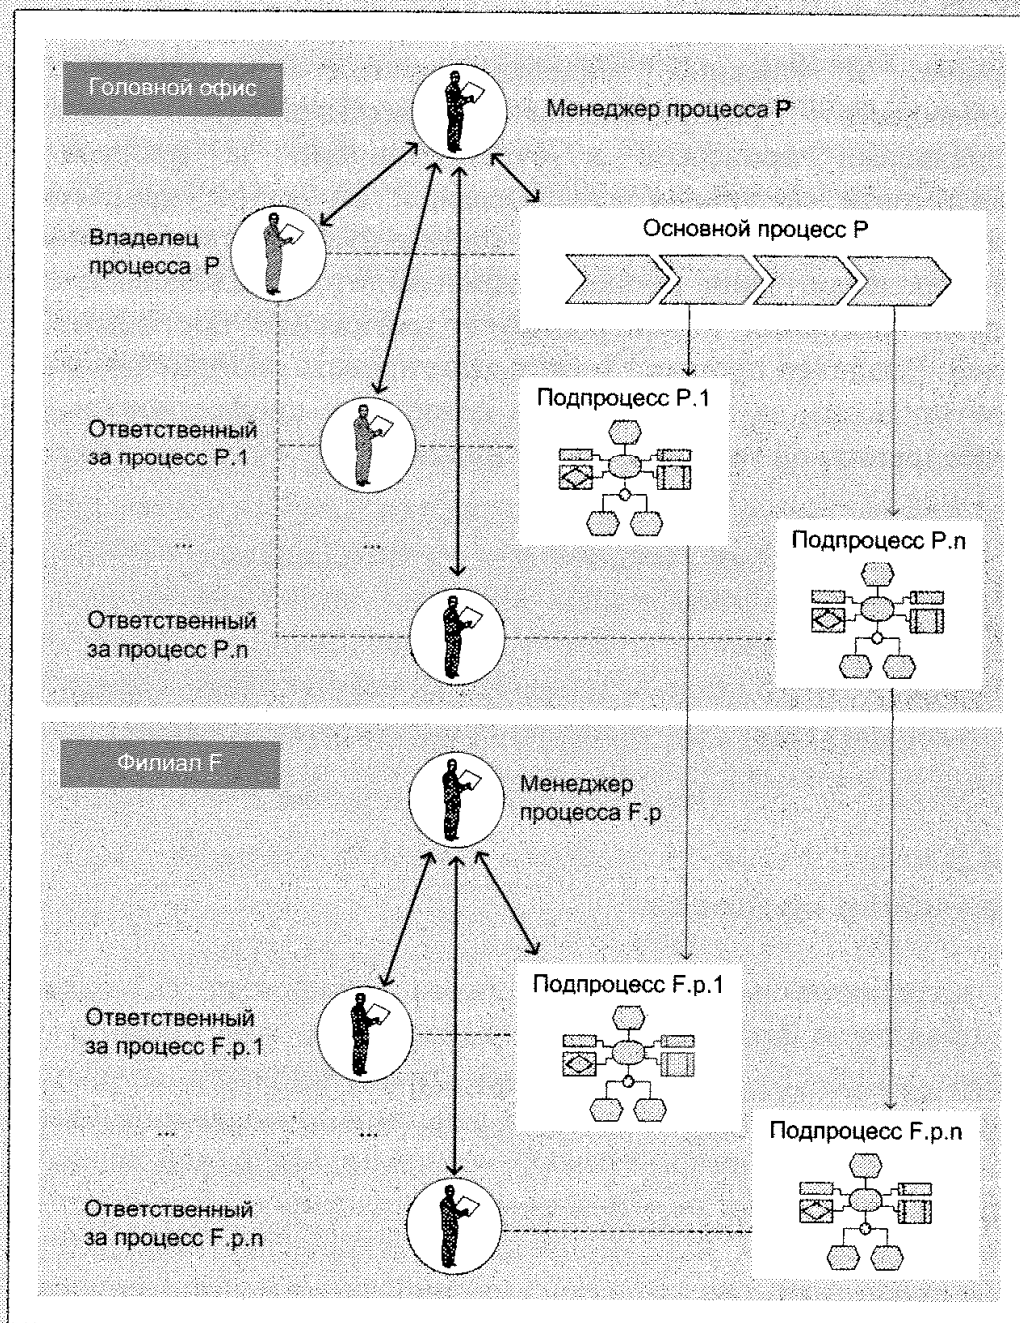 Головной офис
Менеджер процесса P
Владелец
процесса P
Основной процесс P
Подпроцесс P.1
Ответственный
за процесс P.1
... ...
Подпроцесс P.n
Ответственный
за процесс P.n
Филиал F
Менеджер
процесса F.p
Подпроцесс F.p.1
Ответственный
за процесс F.p.1
... ...
Подпроцесс F.p.n
Ответственный
за процесс F.p.n